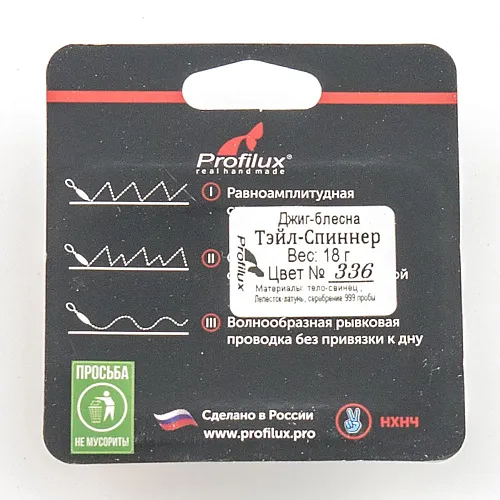 Profilux®
real hand made
I Равноамплитудная
Джиг-блесна
Тэйл-Спиннер
Вес: 18 г
Цвет № 336
Материалы: тело-свинец,
Лепесток латунь, серебрение 999 пробы
Profilux
II
ой
III Волнообразная рывковая
проводка без привязки к дну
ПРОСЬБА
НЕ МУСОРИТЬ!
Сделано в России
www.profilux.pro
НХНЧ